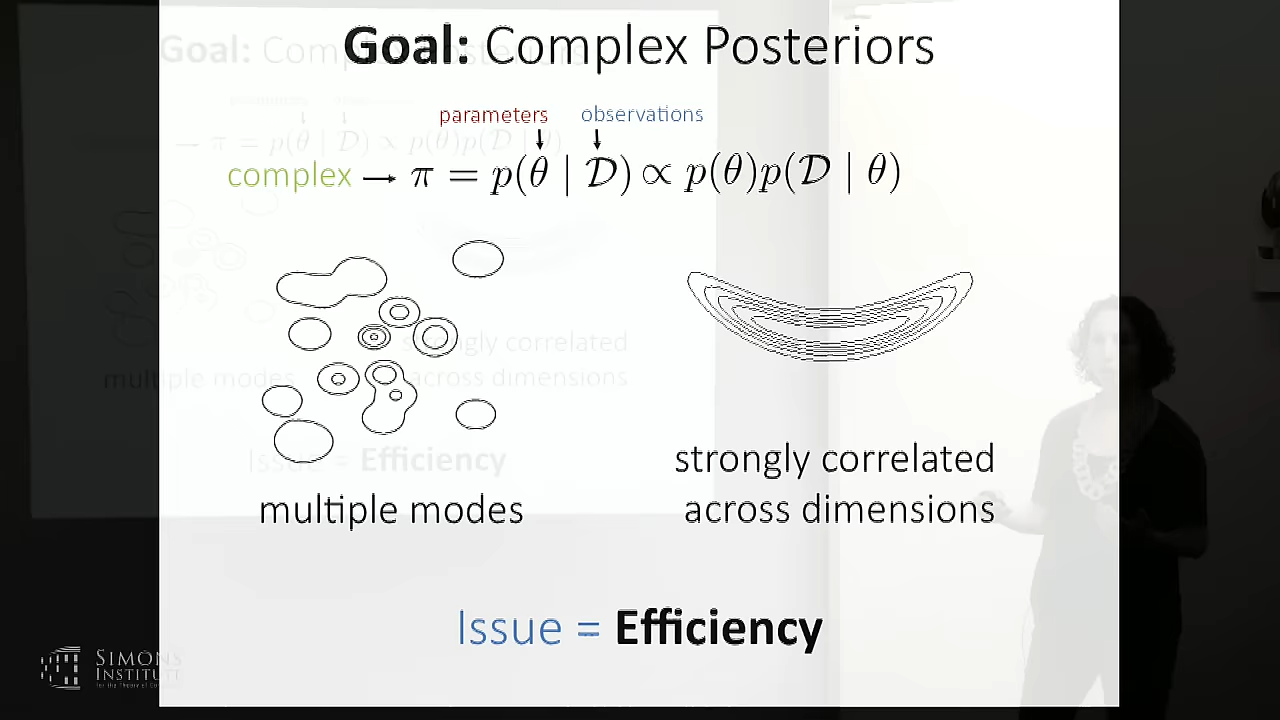 Goal: Complex Posteriors
parameters observations
complex → π = p(θ | 𝒟) ∝ p(θ)p(𝒟 | θ)
multiple modes
strongly correlated
across dimensions
Issue = Efficiency
SIMONS
INSTITUTE